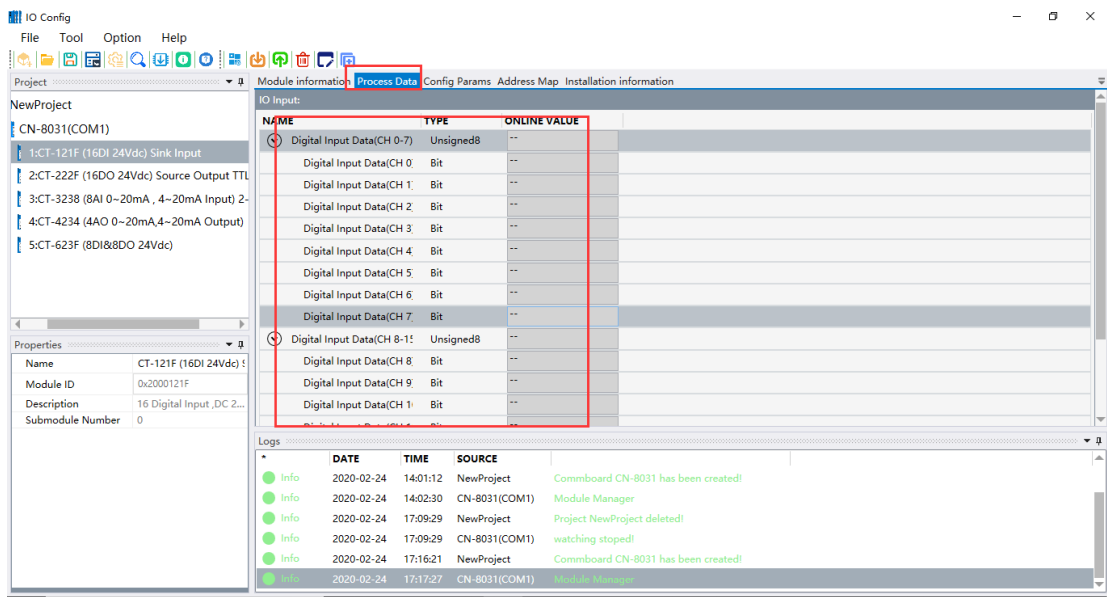 IO Config
File Tool Option Help
Project
Module information Process Data Config Params Address Map Installation information
NewProject
CN-8031(COM1)
1:CT-121F (16DI 24Vdc) Sink Input
2:CT-222F (16DO 24Vdc) Source Output TTL
3:CT-3238 (8AI 0~20mA , 4~20mA Input) 2-
4:CT-4234 (4AO 0~20mA,4~20mA Output)
5:CT-623F (8DI&8DO 24Vdc)
IO Input:
NAME TYPE ONLINE VALUE
Digital Input Data(CH 0-7) Unsigned8 --
Digital Input Data(CH 0 Bit --
Digital Input Data(CH 1 Bit --
Digital Input Data(CH 2 Bit --
Digital Input Data(CH 3 Bit --
Digital Input Data(CH 4 Bit --
Digital Input Data(CH 5 Bit --
Digital Input Data(CH 6 Bit --
Digital Input Data(CH 7 Bit --
Digital Input Data(CH 8-15 Unsigned8 --
Digital Input Data(CH 8 Bit --
Digital Input Data(CH 9 Bit --
Digital Input Data(CH 1 Bit --
Properties
Name CT-121F (16DI 24Vdc) S
Module ID 0x2000121F
Description 16 Digital Input ,DC 2...
Submodule Number 0
Logs
* DATE TIME SOURCE
Info 2020-02-24 14:01:12 NewProject Commboard CN-8031 has been created!
Info 2020-02-24 14:02:30 CN-8031(COM1) Module Manager
Info 2020-02-24 17:09:29 NewProject Project NewProject deleted!
Info 2020-02-24 17:09:29 CN-8031(COM1) watching stoped!
Info 2020-02-24 17:16:21 NewProject Commboard CN-8031 has been created!
Info 2020-02-24 17:17:27 CN-8031(COM1) Module Manager